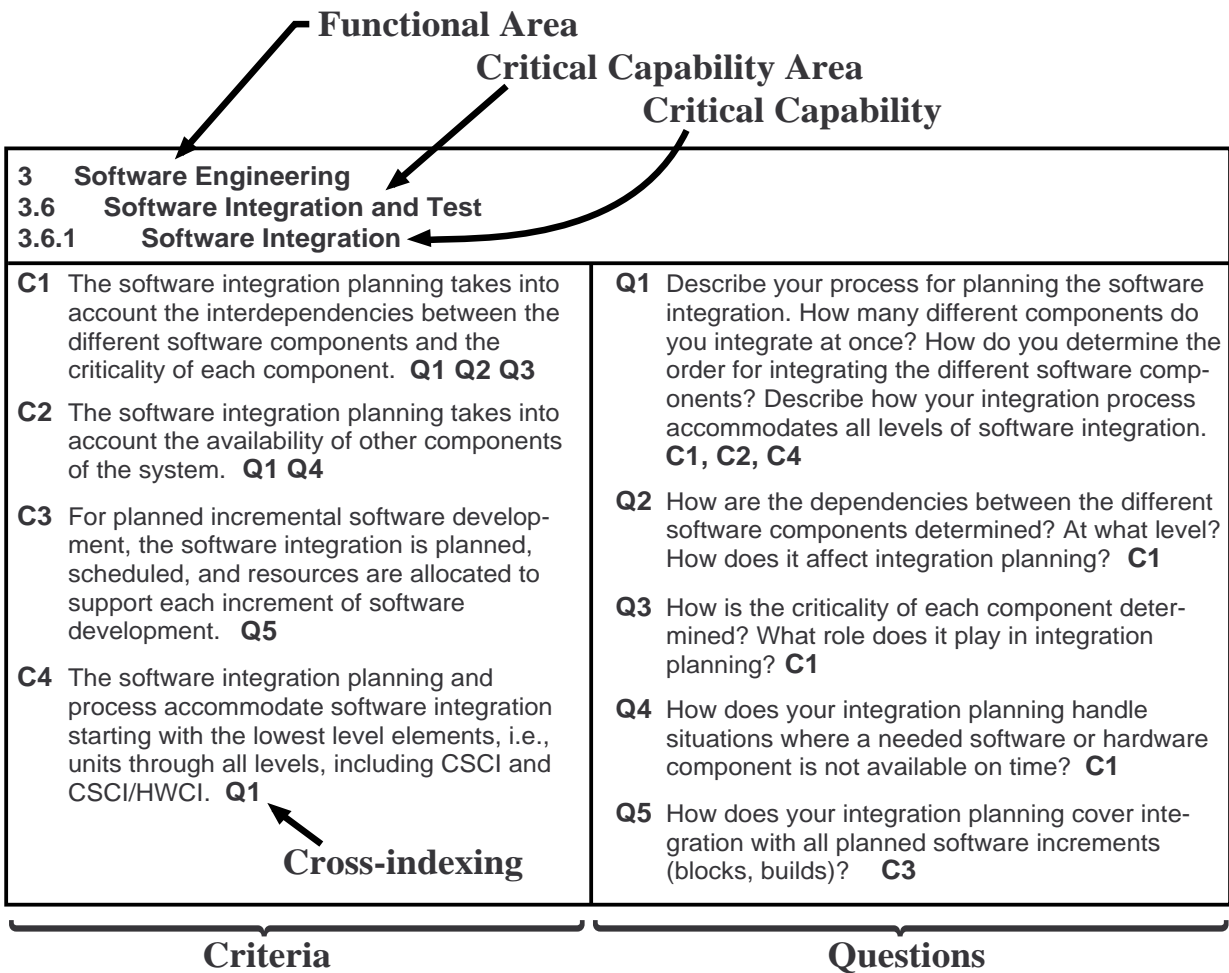 Functional Area
Critical Capability Area
Critical Capability
3 Software Engineering
3.6 Software Integration and Test
3.6.1 Software Integration
C1 The software integration planning takes into
account the interdependencies between the
different software components and the
criticality of each component. Q1 Q2 Q3
C2 The software integration planning takes into
account the availability of other components
of the system. Q1 Q4
C3 For planned incremental software develop-
ment, the software integration is planned,
scheduled, and resources are allocated to
support each increment of software
development. Q5
C4 The software integration planning and
process accommodate software integration
starting with the lowest level elements, i.e.,
units through all levels, including CSCI and
CSCI/HWCI. Q1
Cross-indexing
Q1 Describe your process for planning the software
integration. How many different components do
you integrate at once? How do you determine the
order for integrating the different software comp-
onents? Describe how your integration process
accommodates all levels of software integration.
C1, C2, C4
Q2 How are the dependencies between the different
software components determined? At what level?
How does it affect integration planning? C1
Q3 How is the criticality of each component deter-
mined? What role does it play in integration
planning? C1
Q4 How does your integration planning handle
situations where a needed software or hardware
component is not available on time? C1
Q5 How does your integration planning cover inte-
gration with all planned software increments
(blocks, builds)? C3
Criteria
Questions